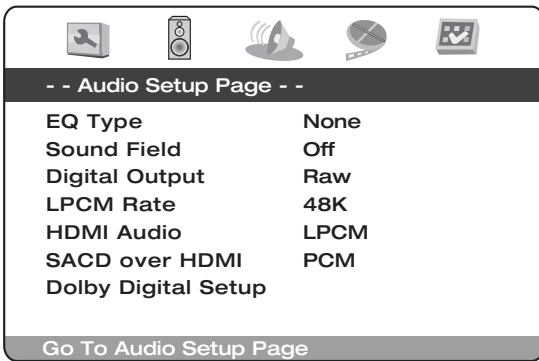 - - Audio Setup Page - -
EQ Type None
Sound Field Off
Digital Output Raw
LPCM Rate 48K
HDMI Audio LPCM
SACD over HDMI PCM
Dolby Digital Setup
Go To Audio Setup Page